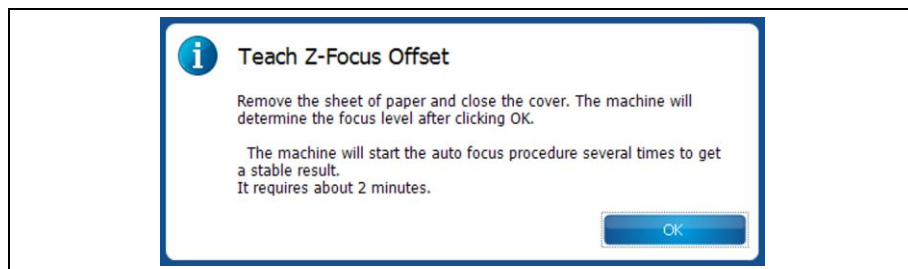 Teach Z-Focus Offset
Remove the sheet of paper and close the cover. The machine will
determine the focus level after clicking OK.
The machine will start the auto focus procedure several times to get
a stable result.
It requires about 2 minutes.
OK